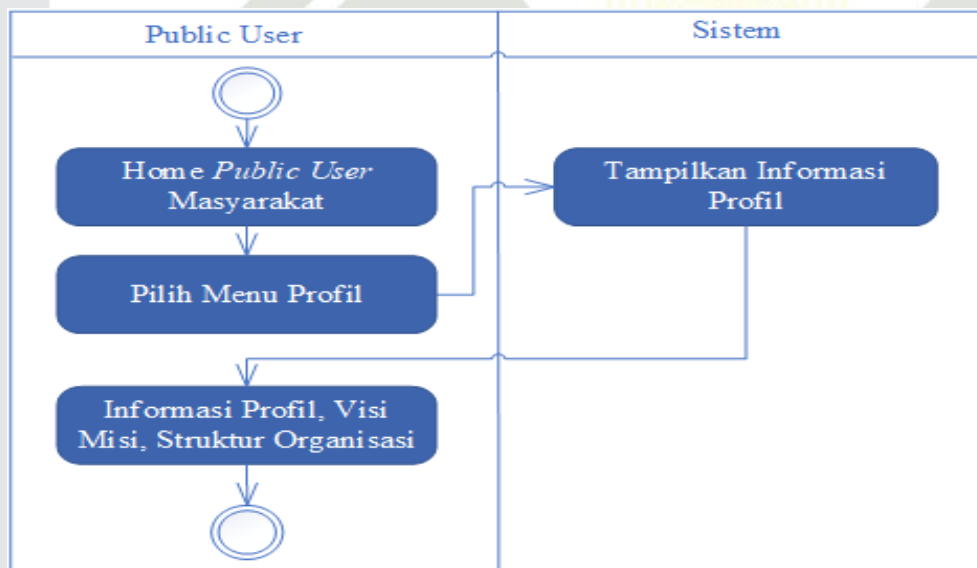 Public User
Sistem
Home Public User
Masyarakat
Tampilkan Informasi
Profil
Pilih Menu Profil
Informasi Profil, Visi
Misi, Struktur Organisasi